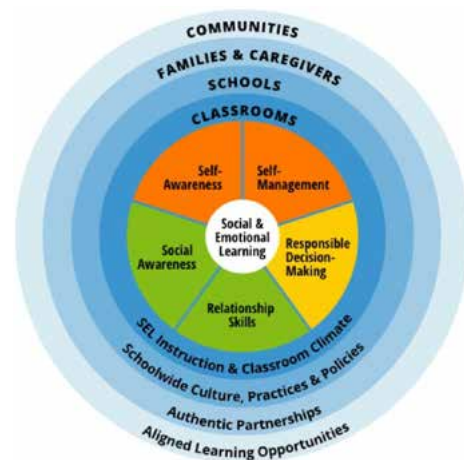 COMMUNITIES
FAMILIES & CAREGIVERS
SCHOOLS
CLASSROOMS
Self-
Awareness
Self-
Management
Social
Awareness
Social &
Emotional
Learning
Responsible
Decision-
Making
Relationship
Skills
SEL Instruction & Classroom Climate
Schoolwide Culture, Practices & Policies
Authentic Partnerships
Aligned Learning Opportunities